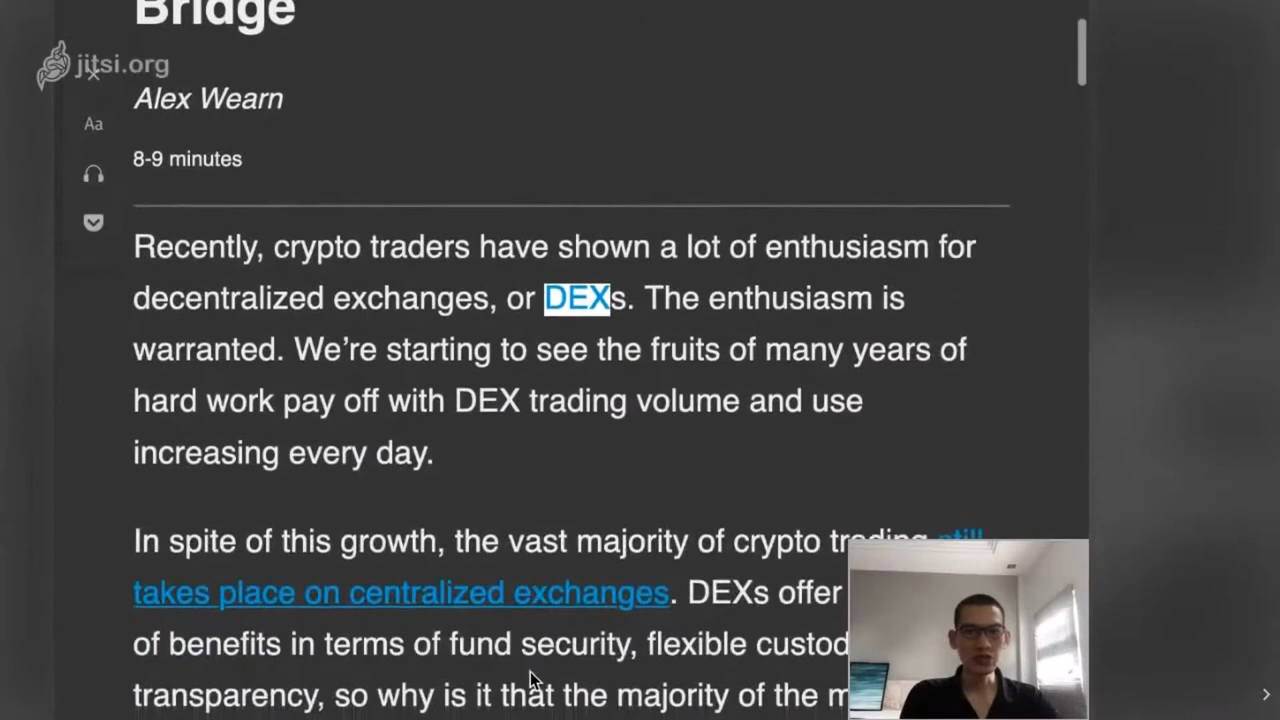 Bridge
jitsi.org
Alex Wearn
Aa
8-9 minutes
Recently, crypto traders have shown a lot of enthusiasm for
decentralized exchanges, or DEXs. The enthusiasm is
warranted. We’re starting to see the fruits of many years of
hard work pay off with DEX trading volume and use
increasing every day.
In spite of this growth, the vast majority of crypto trading still
takes place on centralized exchanges. DEXs offer
of benefits in terms of fund security, flexible custod
transparency, so why is it that the majority of the m